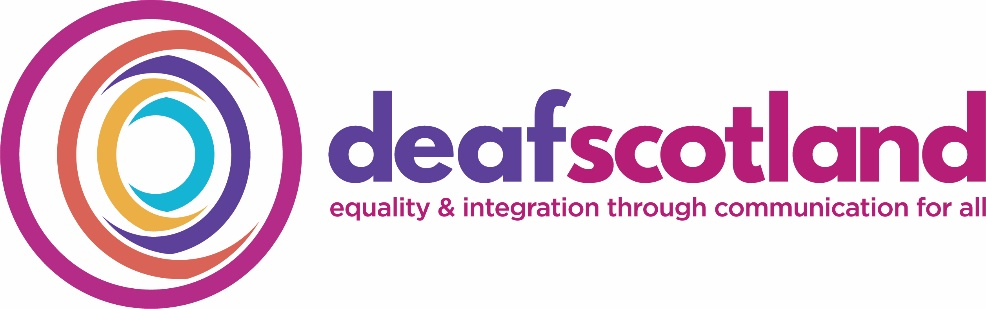 deafscotland
equality & integration through communication for all